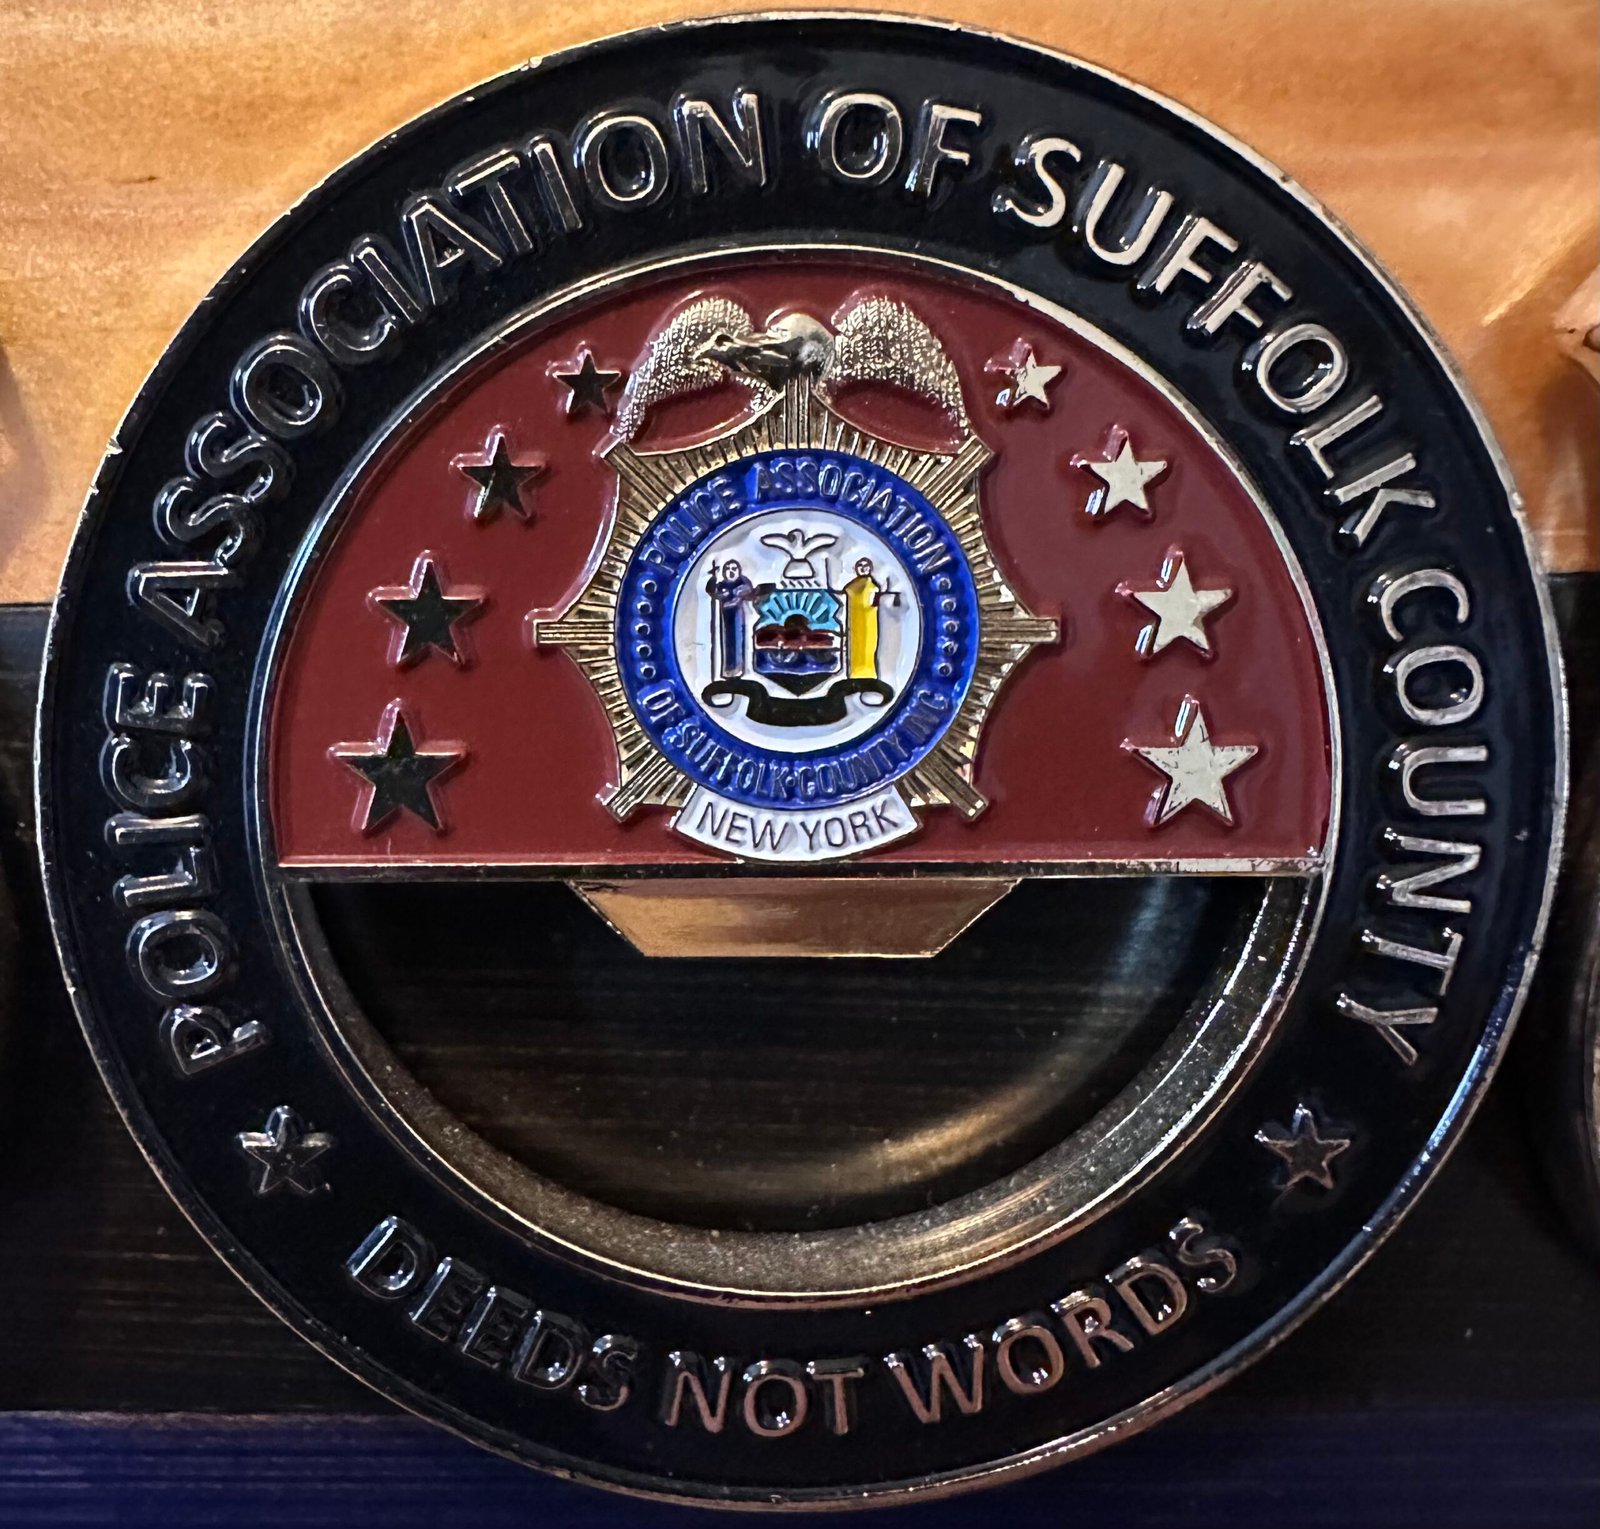 POLICE ASSOCIATION OF SUFFOLK COUNTY
POLICE ASSOCIATION
OF SUFFOLK·COUNTY INC
NEW YORK
DEEDS NOT WORDS